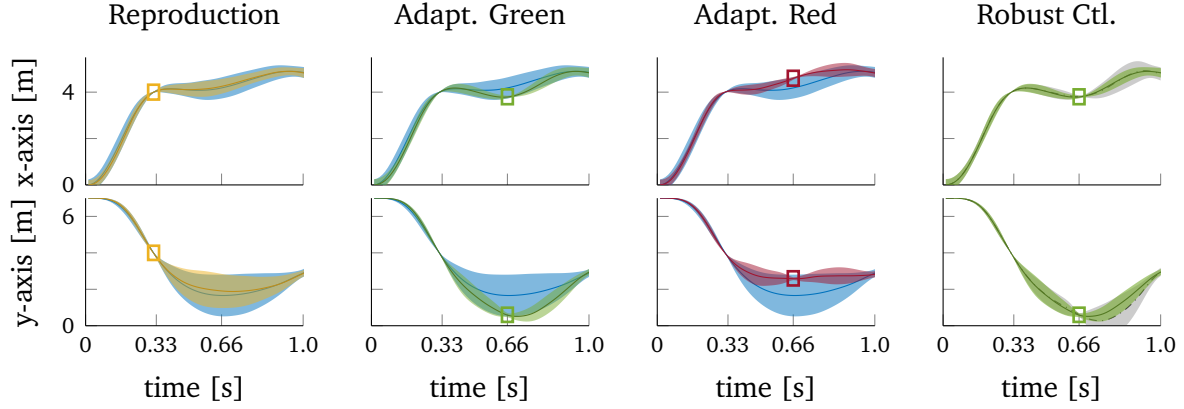 Reproduction Adapt. Green Adapt. Red Robust Ctl.
x-axis [m]
4
0
y-axis [m]
6
0
0 0.33 0.66 1.0 0 0.33 0.66 1.0 0 0.33 0.66 1.0 0 0.33 0.66 1.0
time [s] time [s] time [s] time [s]